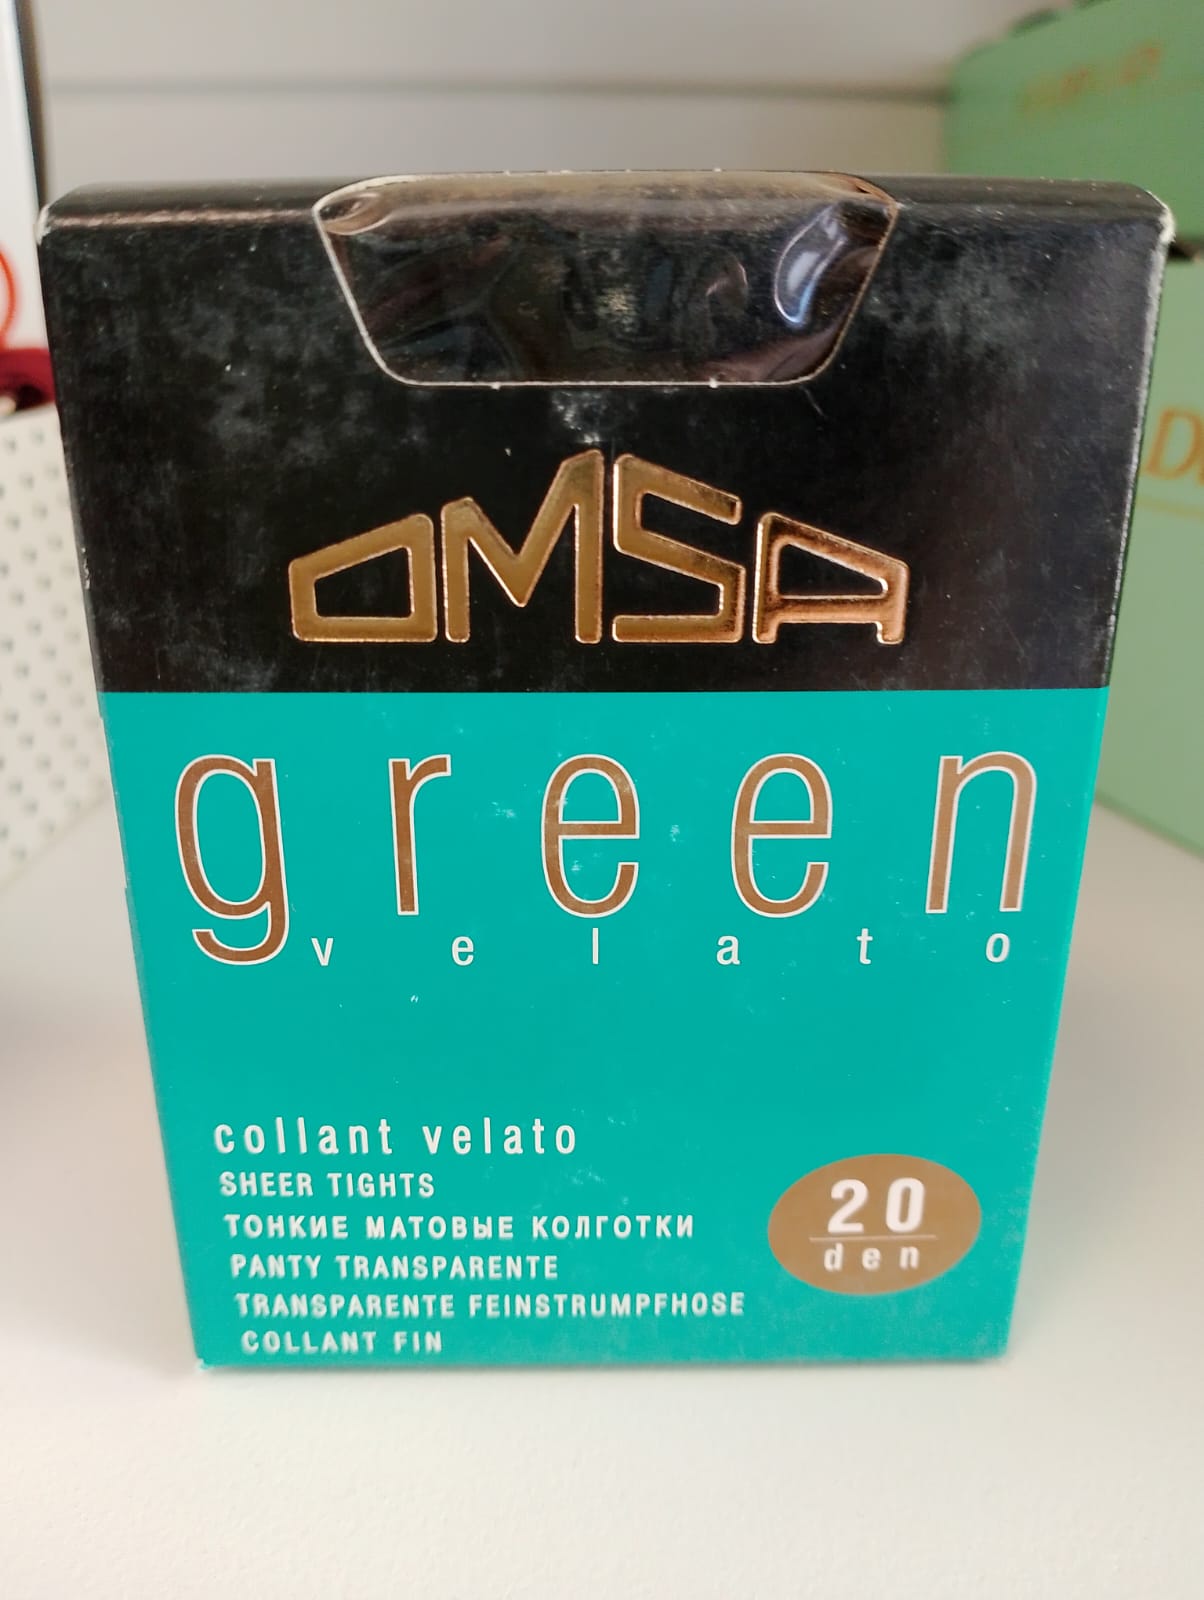 OMSA
green
velato
collant velato
SHEER TIGHTS
ТОНКИЕ МАТОВЫЕ КОЛГОТКИ
PANTY TRANSPARENTE
TRANSPARENTE FEINSTRUMPFHOSE
COLLANT FIN
20
den